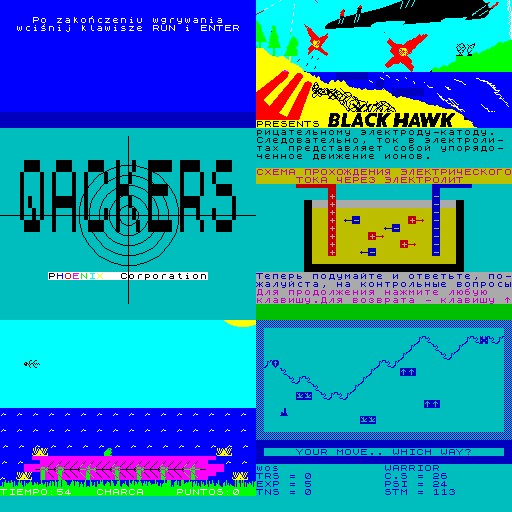 Po zakończeniu wgrywania
wciśnij klawisze RUN i ENTER
PRESENTS BLACK HAWK
QACKERS
PHOENIX Corporation
РИЦАТЕЛЬНОМУ ЭЛЕКТРОДУ-КАТОДУ.
СЛЕДОВАТЕЛЬНО, ТОК В ЭЛЕКТРОЛИ-
ТАХ ПРЕДСТАВЛЯЕТ СОБОЙ УПОРЯДО-
ЧЕННОЕ ДВИЖЕНИЕ ИОНОВ.
СХЕМА ПРОХОЖДЕНИЯ ЭЛЕКТРИЧЕСКОГО
ТОКА ЧЕРЕЗ ЭЛЕКТРОЛИТ
Теперь подумайте и ответьте, по-
жалуйста, на контрольные вопросы
Для продолжения нажмите любую
клавишу.Для возврата - клавишу ↑
TIEMPO:54 CHARCA PUNTOS:0
YOUR MOVE.. WHICH WAY?
WOS WARRIOR
TRS = 0 C.S = 26
EXP = 5 PSI = 24
TNS = 0 STM = 113